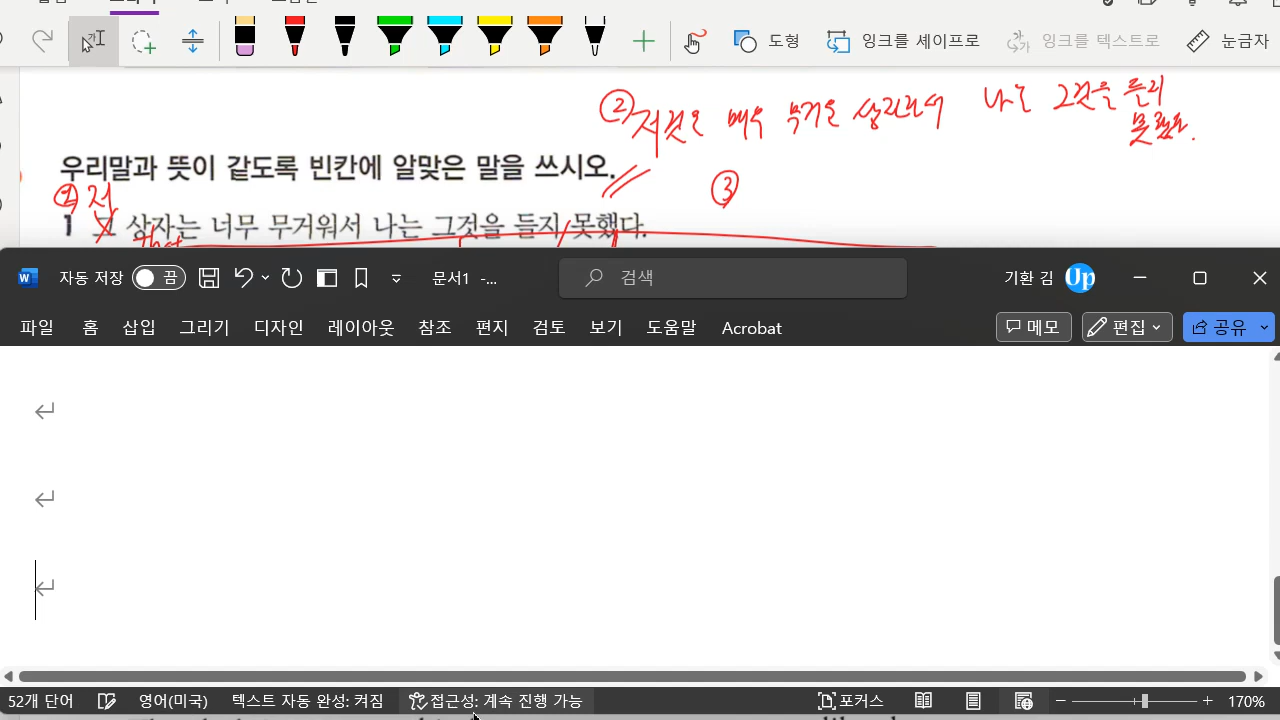 도형 잉크를 셰이프로 잉크를 텍스트로 눈금자
② 저것은 매우 무거운 상자라서 나는 그것을 들지
못했다.
우리말과 뜻이 같도록 빈칸에 알맞은 말을 쓰시오.
저 ③
1 그 상자는 너무 무거워서 나는 그것을 들지 못했다.
that
자동 저장 끔 문서1 -... 검색 기환 김 Up
파일 홈 삽입 그리기 디자인 레이아웃 참조 편지 검토 보기 도움말 Acrobat 메모 편집 공유
52개 단어 영어(미국) 텍스트 자동 완성: 켜짐 접근성: 계속 진행 가능 포커스 170%